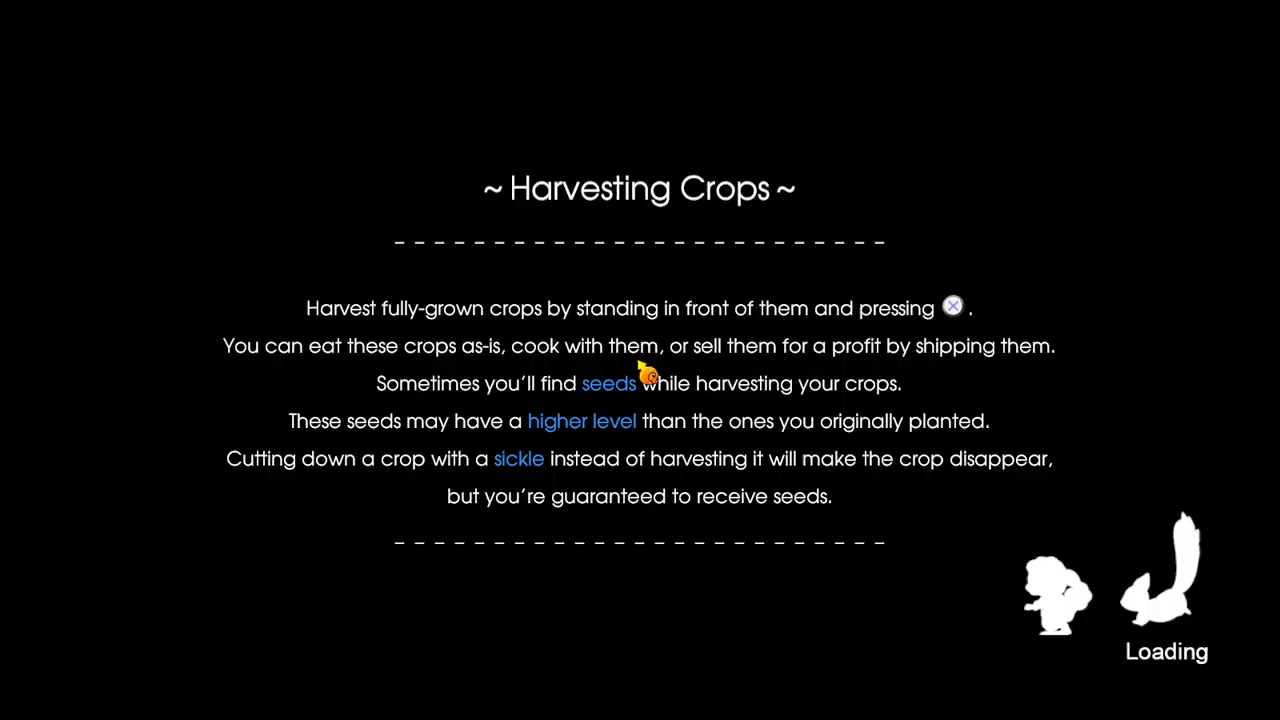 ~ Harvesting Crops ~
Harvest fully-grown crops by standing in front of them and pressing ⓧ .
You can eat these crops as-is, cook with them, or sell them for a profit by shipping them.
Sometimes you'll find seeds while harvesting your crops.
These seeds may have a higher level than the ones you originally planted.
Cutting down a crop with a sickle instead of harvesting it will make the crop disappear,
but you're guaranteed to receive seeds.
Loading